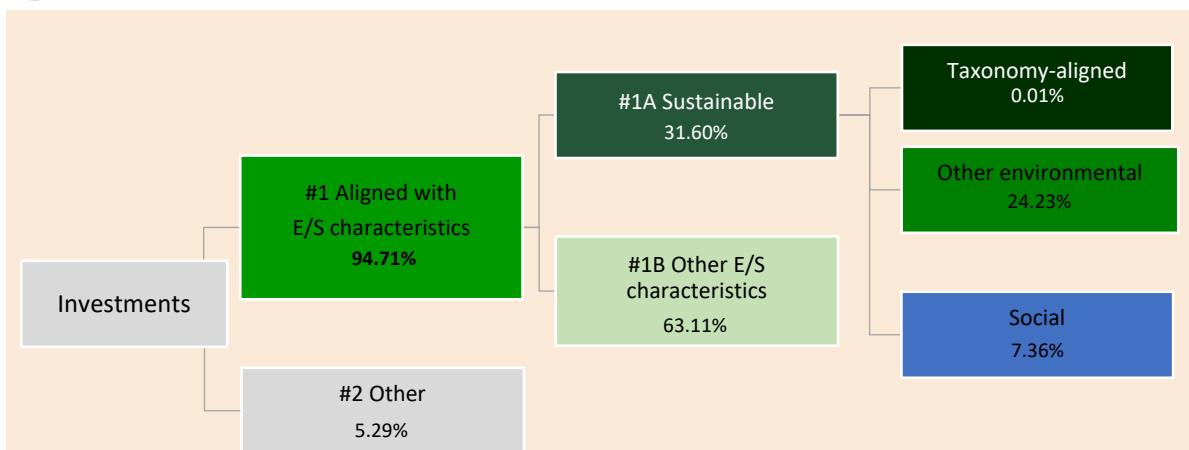 Investments
#1 Aligned with
E/S characteristics
94.71%
#2 Other
5.29%
#1A Sustainable
31.60%
#1B Other E/S
characteristics
63.11%
Taxonomy-aligned
0.01%
Other environmental
24.23%
Social
7.36%